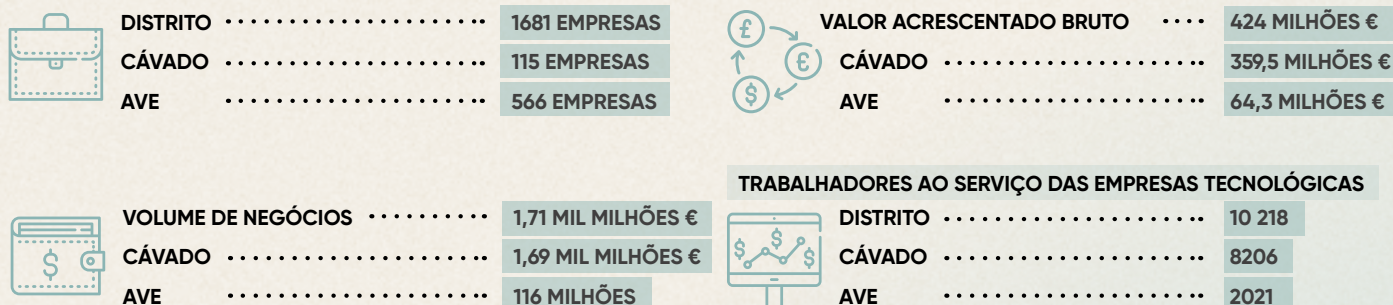 DISTRITO 1681 EMPRESAS
CÁVADO 115 EMPRESAS
AVE 566 EMPRESAS
VALOR ACRESCENTADO BRUTO 424 MILHÕES €
CÁVADO 359,5 MILHÕES €
AVE 64,3 MILHÕES €
VOLUME DE NEGÓCIOS 1,71 MIL MILHÕES €
CÁVADO 1,69 MIL MILHÕES €
AVE 116 MILHÕES
TRABALHADORES AO SERVIÇO DAS EMPRESAS TECNOLÓGICAS
DISTRITO 10 218
CÁVADO 8206
AVE 2021